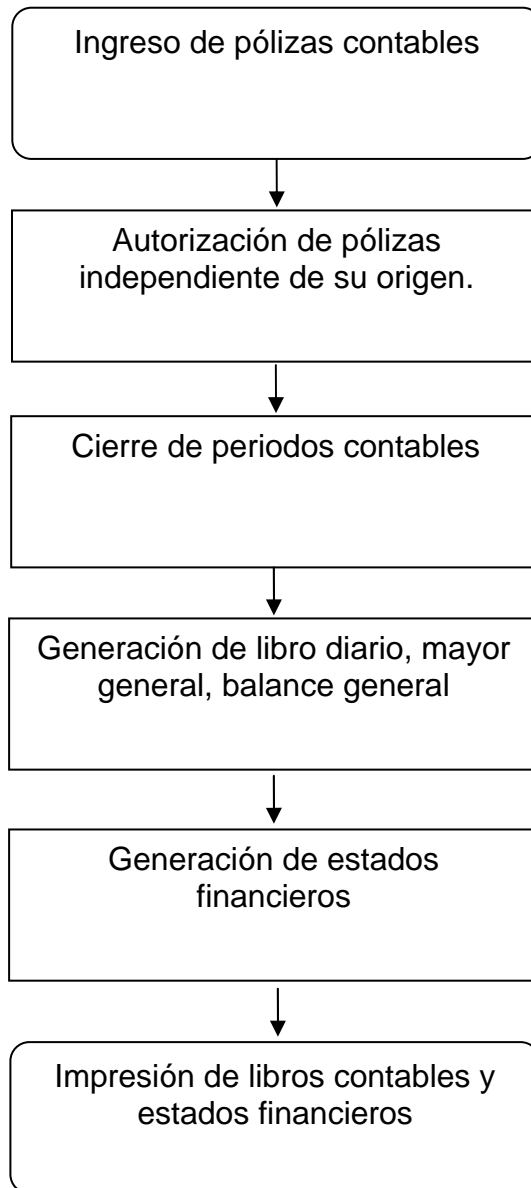 Ingreso de pólizas contables
Autorización de pólizas
independiente de su origen.
Cierre de periodos contables
Generación de libro diario, mayor
general, balance general
Generación de estados
financieros
Impresión de libros contables y
estados financieros